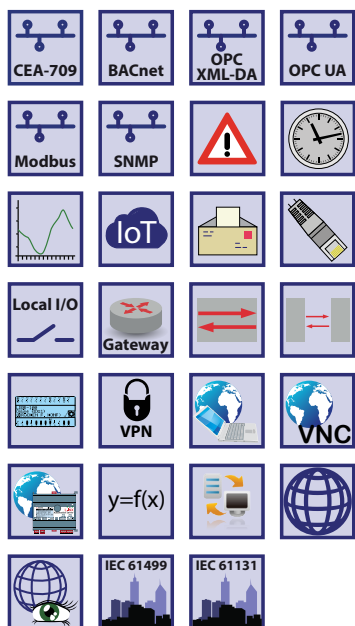 CEA-709
BACnet
OPC
XML-DA
OPC UA
Modbus
SNMP
IoT
Local I/O
Gateway
VPN
VNC
y=f(x)
IEC 61499
IEC 61131